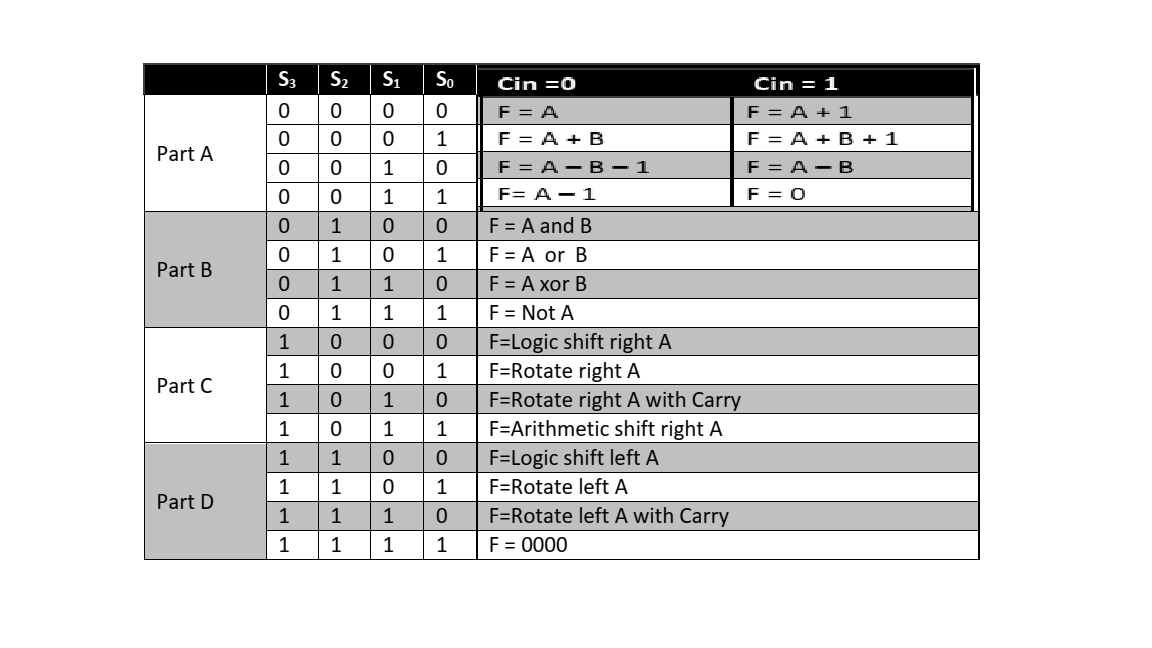 S₃ S₂ S₁ S₀ Cin =0 Cin = 1
Part A
0 0 0 0 F = A F = A + 1
0 0 0 1 F = A + B F = A + B + 1
0 0 1 0 F = A – B – 1 F = A – B
0 0 1 1 F= A – 1 F = 0
Part B
0 1 0 0 F = A and B
0 1 0 1 F = A or B
0 1 1 0 F = A xor B
0 1 1 1 F = Not A
Part C
1 0 0 0 F=Logic shift right A
1 0 0 1 F=Rotate right A
1 0 1 0 F=Rotate right A with Carry
1 0 1 1 F=Arithmetic shift right A
Part D
1 1 0 0 F=Logic shift left A
1 1 0 1 F=Rotate left A
1 1 1 0 F=Rotate left A with Carry
1 1 1 1 F = 0000